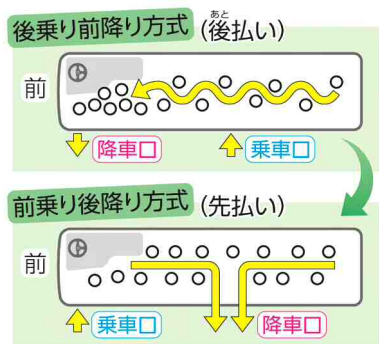 後乗り前降り方式(後払い)
あと
前
降車口
乗車口
前乗り後降り方式(先払い)
前
乗車口
降車口